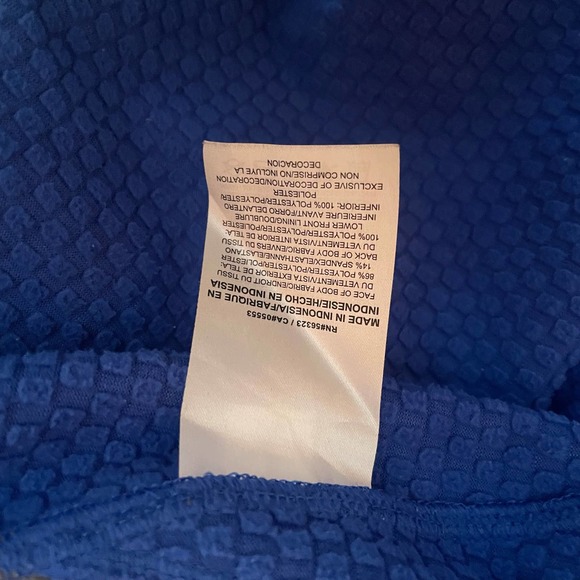 RN#56323 / CA#05553
MADE IN INDONESIA/FABRIQUE EN
INDONESIE/HECHO EN INDONESIA
FACE OF BODY FABRIC/ENDROIT DU TISSU
DU VETEMENT/VISTA EXTERIOR DE TELA:
86% POLYESTER/POLYESTER/POLIESTER
14% SPANDEX/ELASTHANNE/ELASTANO
BACK OF BODY FABRIC/ENVERS DU TISSU
DU VETEMENT/VISTA INTERIOR DE TELA:
100% POLYESTER/POLYESTER/POLIESTER
LOWER FRONT LINING/DOUBLURE
INFERIEURE AVANT/FORRO DELANTERO
INFERIOR: 100% POLYESTER/POLYESTER/
POLIESTER
EXCLUSIVE OF DECORATION/DECORATION
NON COMPRISE/NO INCLUYE LA
DECORACION